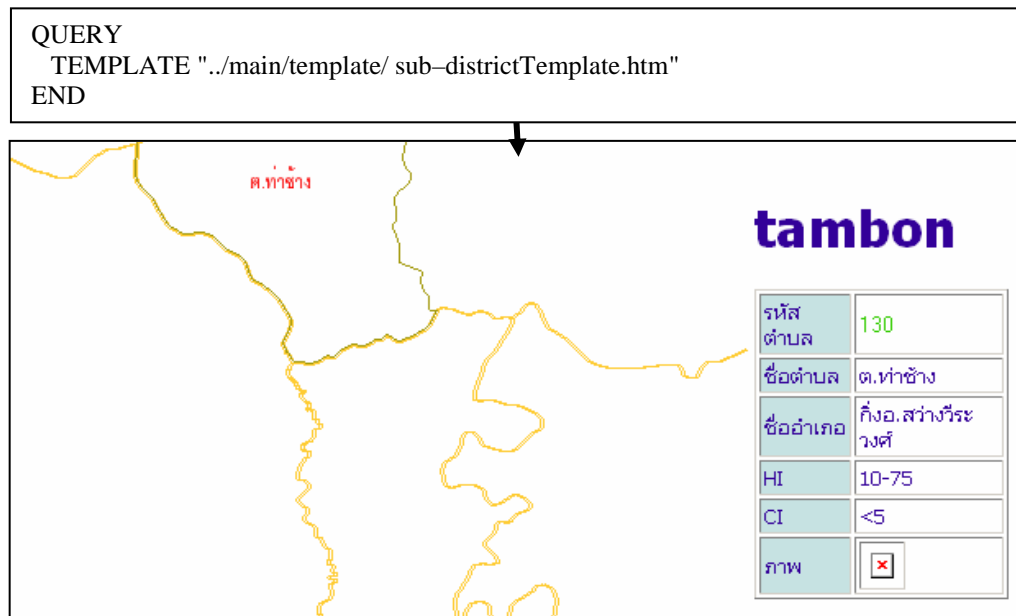 QUERY
TEMPLATE "../main/template/ sub–districtTemplate.htm"
END
ต.ท่าช้าง
tambon
รหัส
ตำบล
130
ชื่อตำบล ต.ท่าช้าง
ชื่ออำเภอ
กิ่งอ.สว่างวีระ
วงศ์
HI 10-75
CI <5
ภาพ